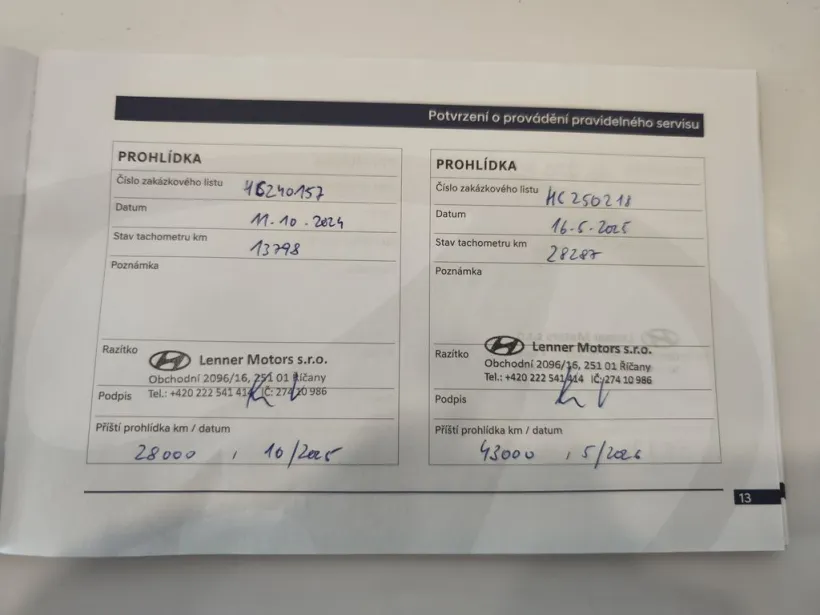 Potvrzení o provádění pravidelného servisu
PROHLÍDKA
Číslo zakázkového listu HC240157
Datum 11.10.2024
Stav tachometru km 13798
Poznámka
Razítko
Lenner Motors s.r.o.
Obchodní 2096/16, 251 01 Říčany
Tel.: +420 222 541 414 IČ: 274 10 986
Podpis
Příští prohlídka km / datum
28000 , 10/2025
PROHLÍDKA
Číslo zakázkového listu HC250218
Datum 16.5.2025
Stav tachometru km 28287
Poznámka
Razítko
Lenner Motors s.r.o.
Obchodní 2096/16, 251 01 Říčany
Tel.: +420 222 541 414 IČ: 274 10 986
Podpis
Příští prohlídka km / datum
43000 , 5/2026
13